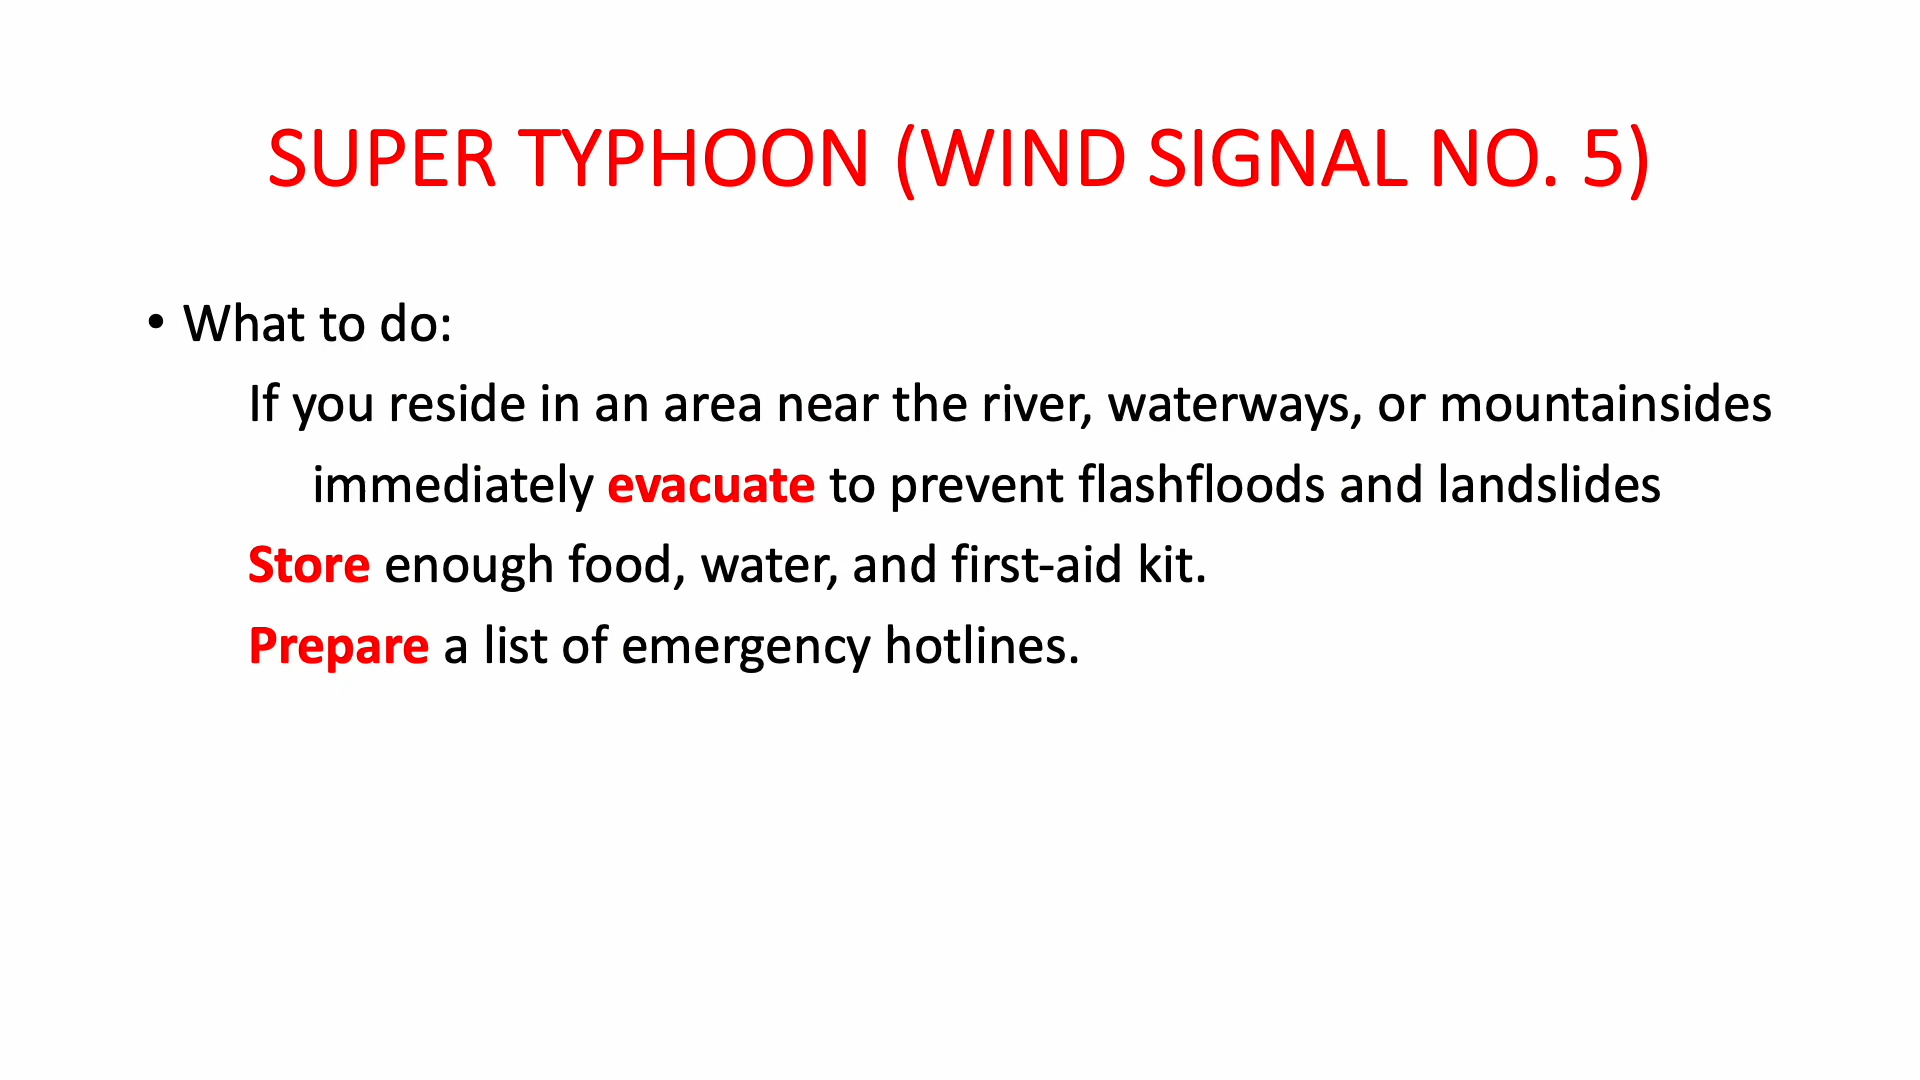 SUPER TYPHOON (WIND SIGNAL NO. 5)
• What to do:
If you reside in an area near the river, waterways, or mountainsides
immediately evacuate to prevent flashfloods and landslides
Store enough food, water, and first-aid kit.
Prepare a list of emergency hotlines.